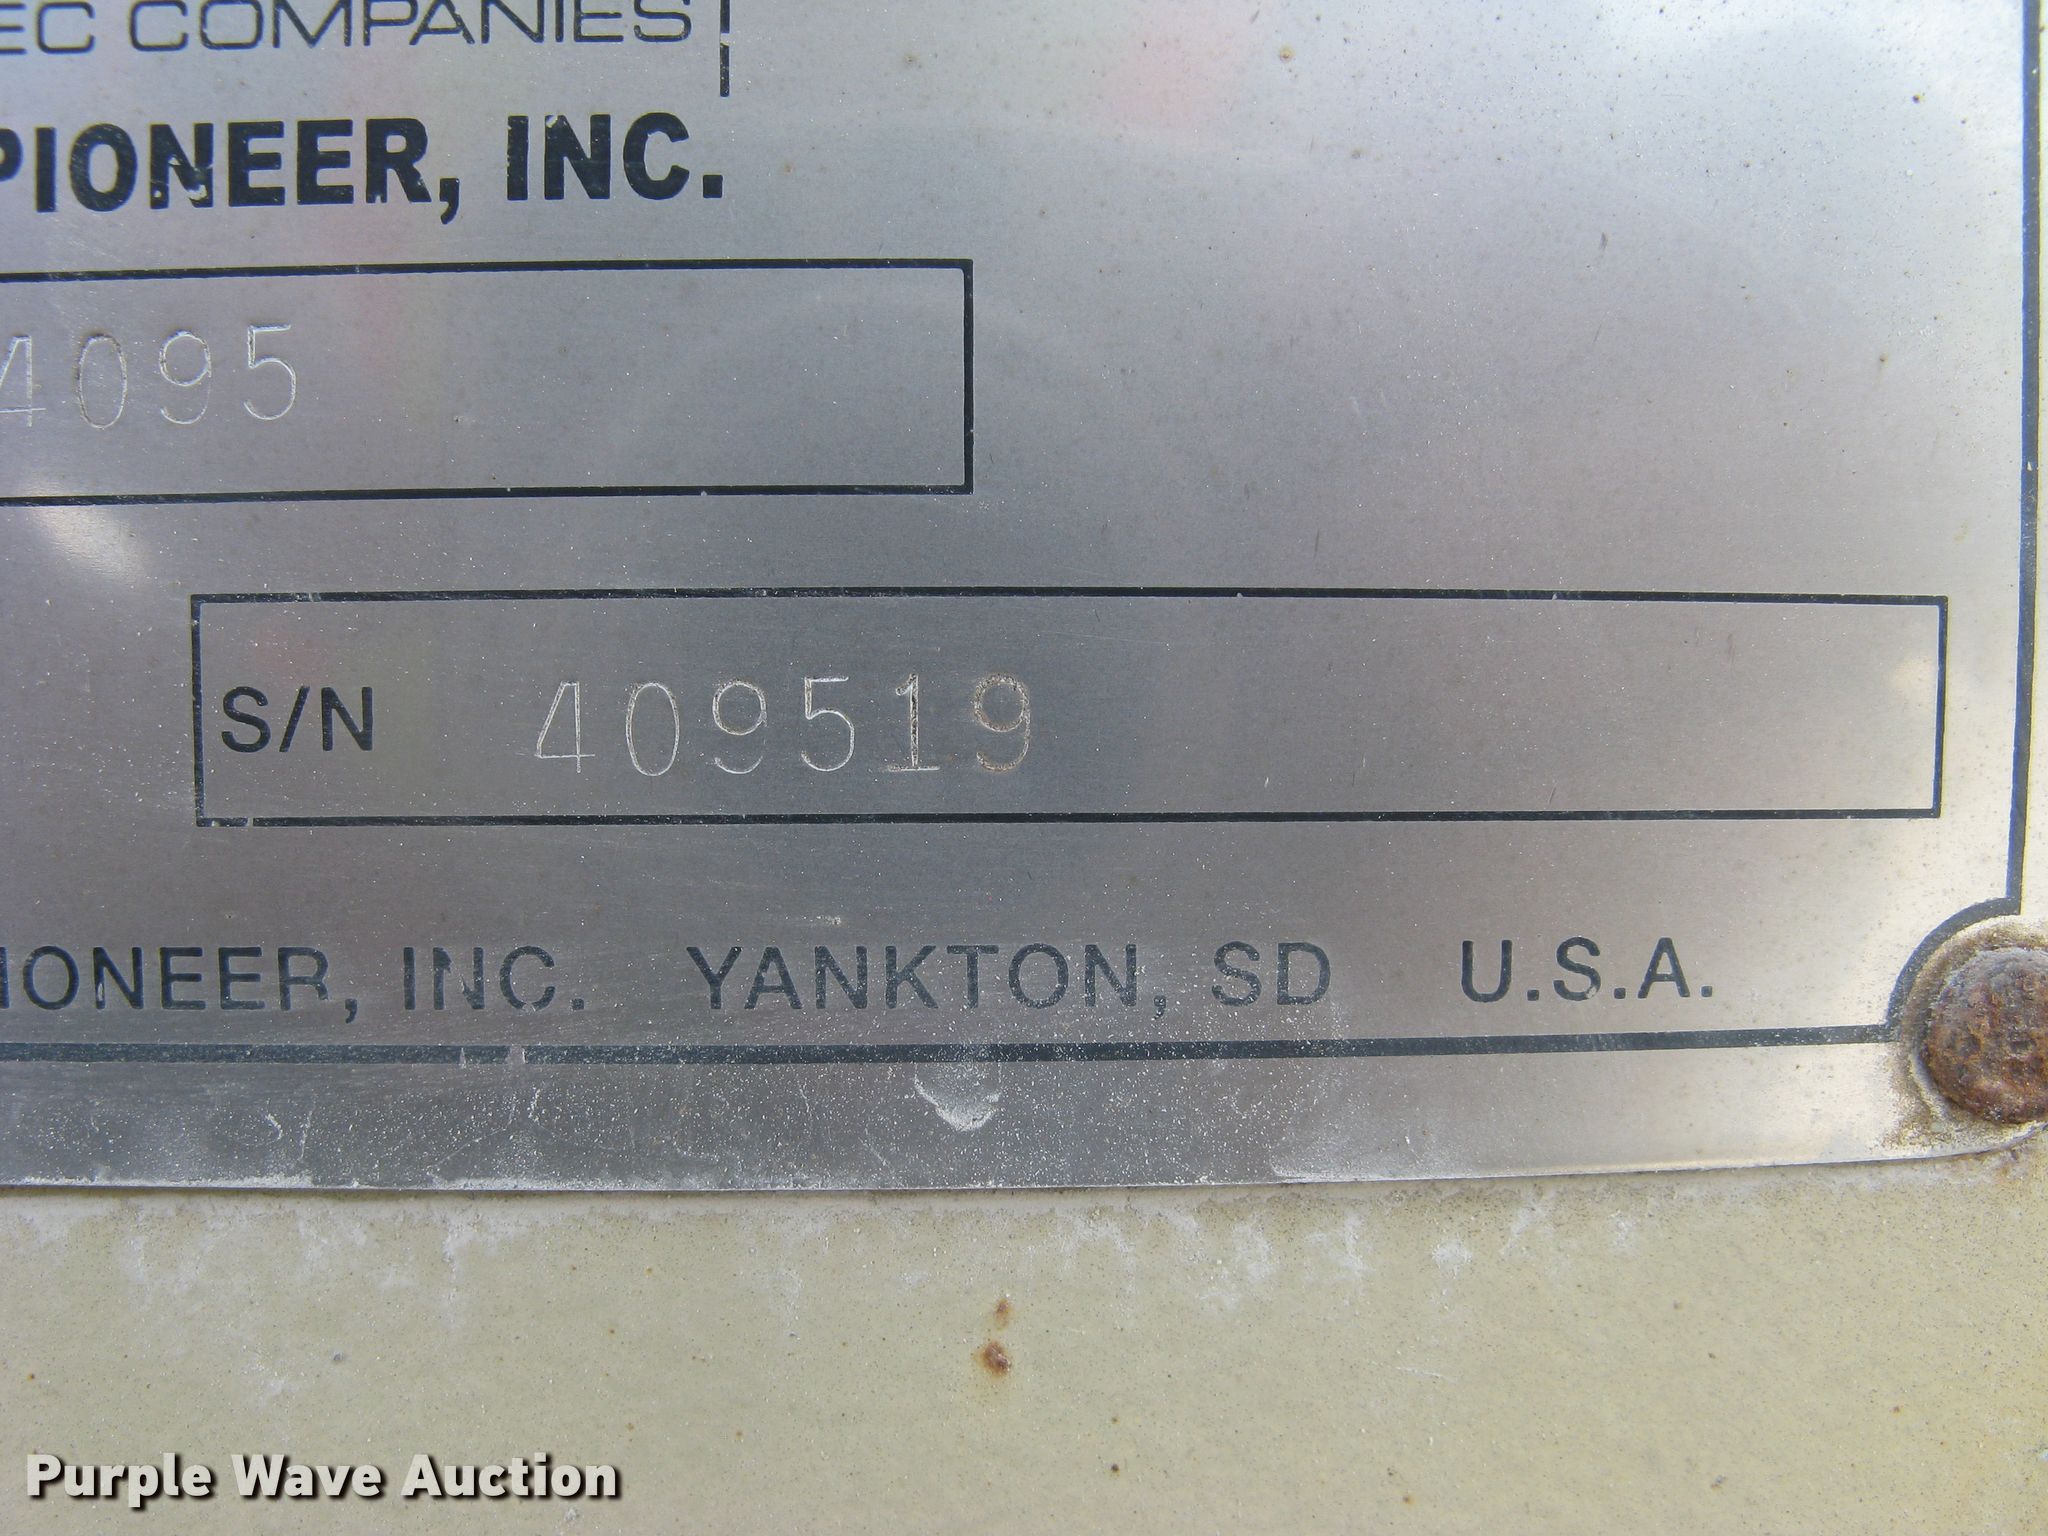 EC COMPANIES
PIONEER, INC.
4095
S/N 409519
IONEER, INC. YANKTON, SD U.S.A.
Purple Wave Auction